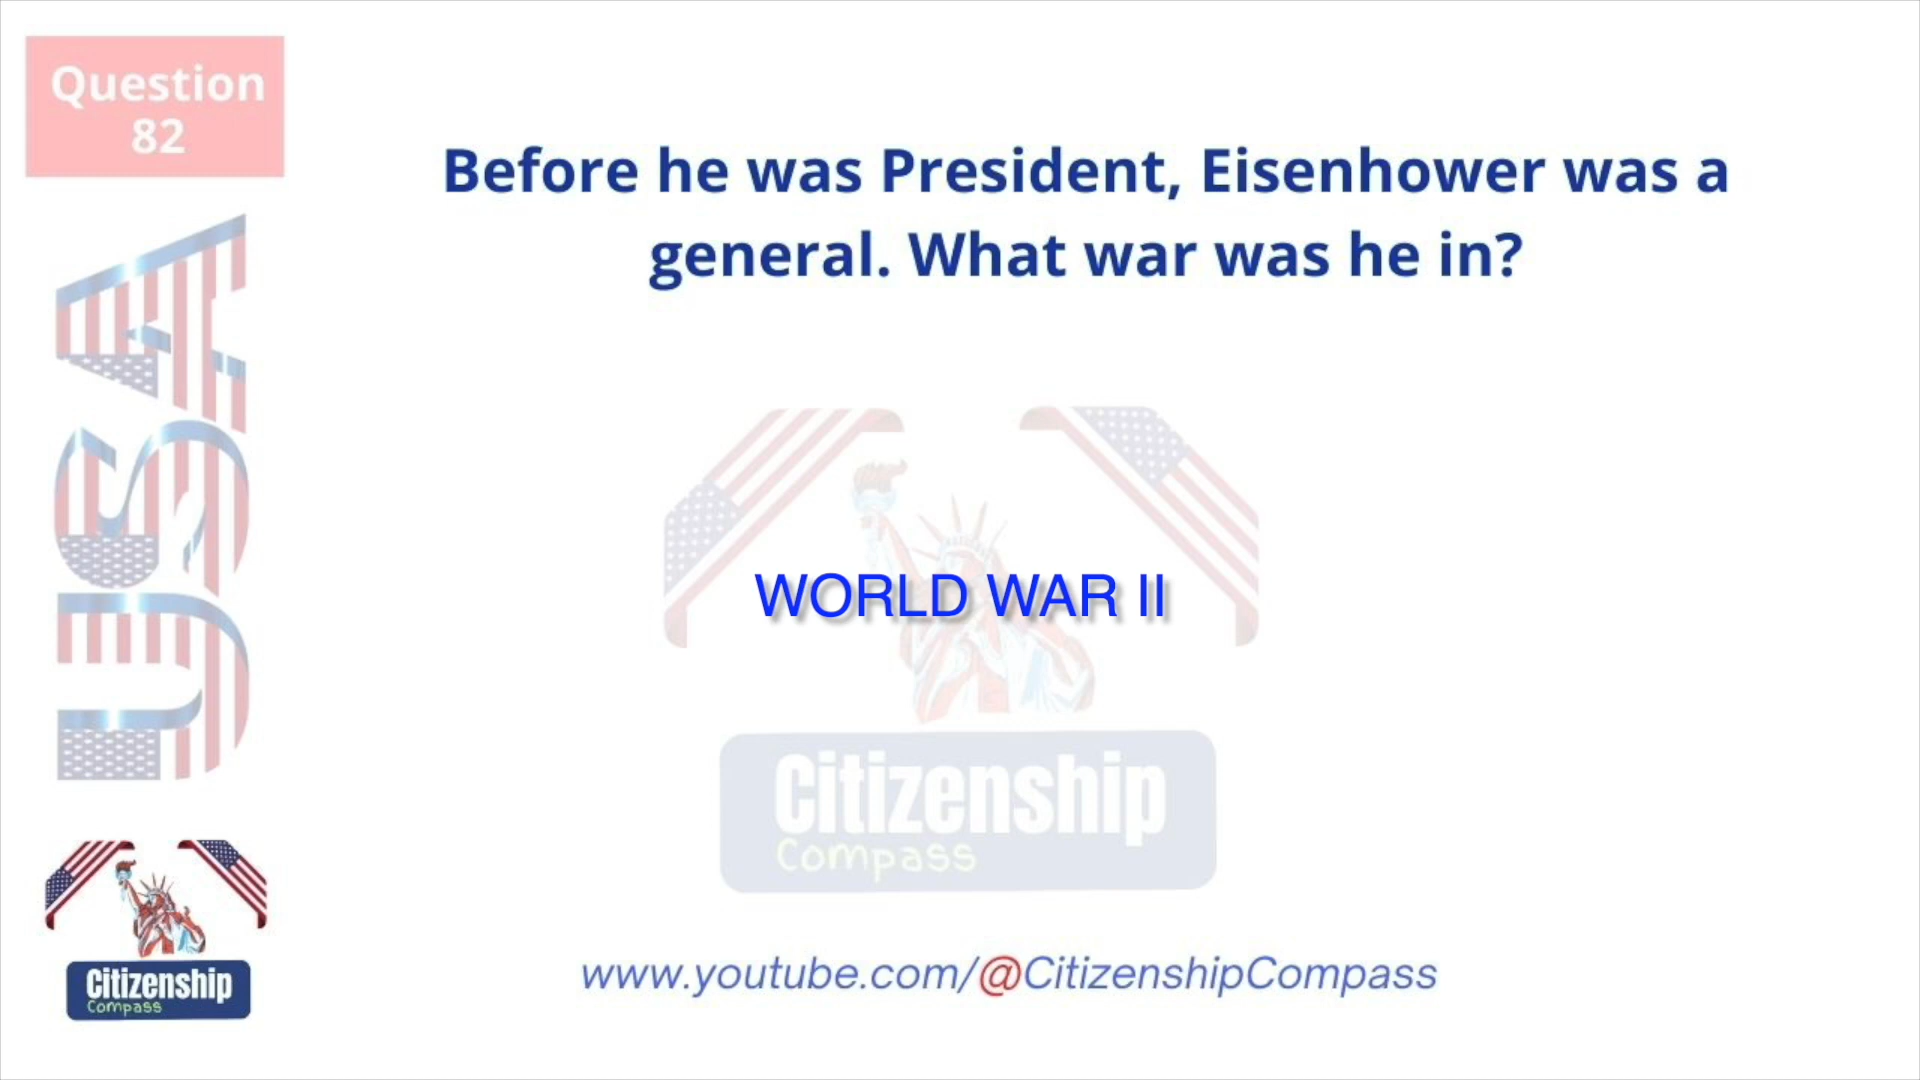 Question
82
Before he was President, Eisenhower was a
general. What war was he in?
USA
WORLD WAR II
Citizenship
Compass
Citizenship
Compass
www.youtube.com/@CitizenshipCompass